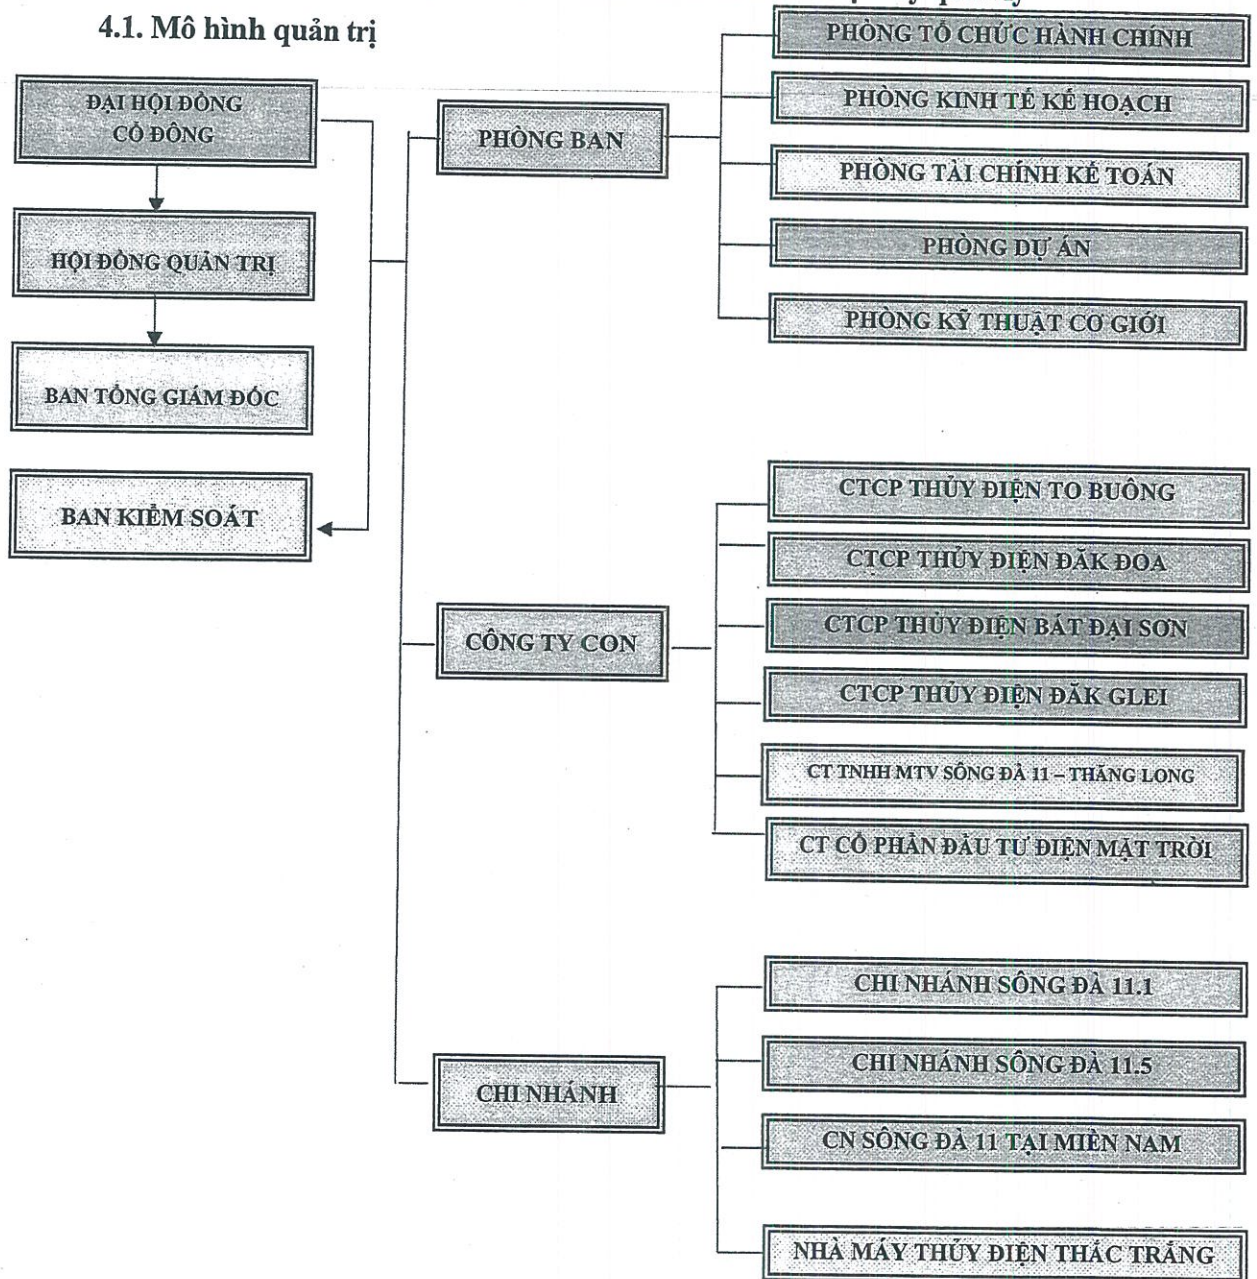 4.1. Mô hình quản trị
ĐẠI HỘI ĐỒNG
CỔ ĐÔNG
HỘI ĐỒNG QUẢN TRỊ
BAN TỔNG GIÁM ĐỐC
BAN KIỂM SOÁT
PHÒNG BAN
PHÒNG TỔ CHỨC HÀNH CHÍNH
PHÒNG KINH TẾ KẾ HOẠCH
PHÒNG TÀI CHÍNH KẾ TOÁN
PHÒNG DỰ ÁN
PHÒNG KỸ THUẬT CƠ GIỚI
CÔNG TY CON
CTCP THỦY ĐIỆN TO BUÔNG
CTCP THỦY ĐIỆN ĐĂK ĐOA
CTCP THỦY ĐIỆN BÁT ĐẠI SƠN
CTCP THỦY ĐIỆN ĐĂK GLEI
CT TNHH MTV SÔNG ĐÀ 11 – THĂNG LONG
CT CỔ PHẦN ĐẦU TƯ ĐIỆN MẶT TRỜI
CHI NHÁNH
CHI NHÁNH SÔNG ĐÀ 11.1
CHI NHÁNH SÔNG ĐÀ 11.5
CN SÔNG ĐÀ 11 TẠI MIỀN NAM
NHÀ MÁY THỦY ĐIỆN THÁC TRẮNG